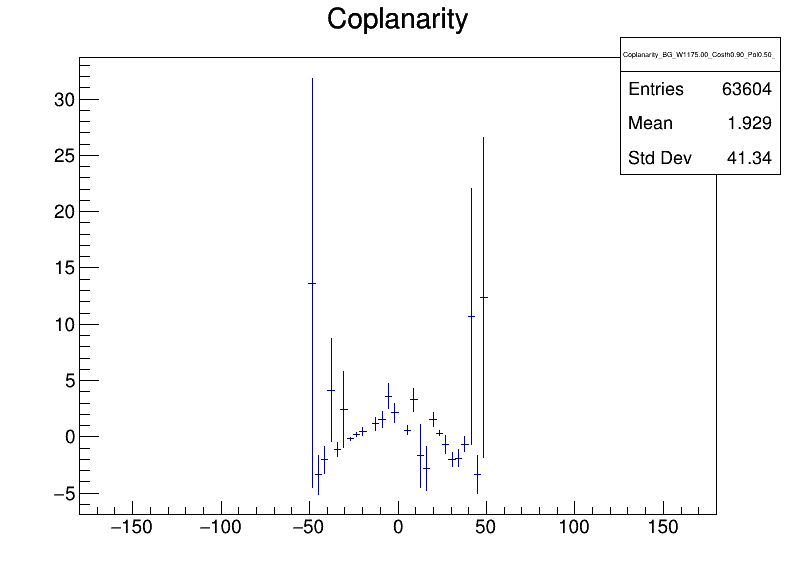 Coplanarity
Coplanarity_BG_W1175.00_Costh0.90_Pol0.50_
Entries 63604
Mean 1.929
Std Dev 41.34
30
25
20
15
10
5
0
−5
−150 −100 −50 0 50 100 150